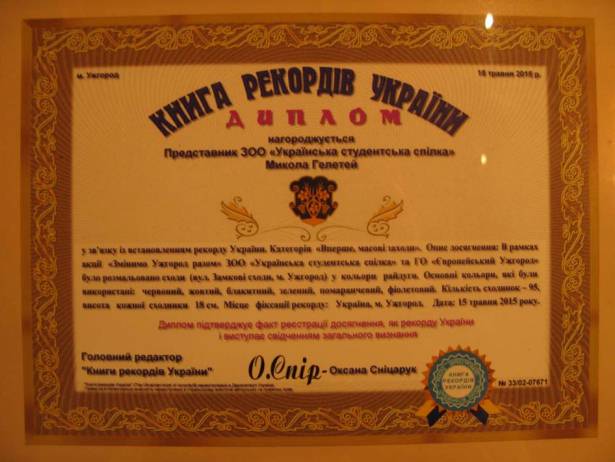 м. Ужгород
18 травня 2015 р.
КНИГА РЕКОРДІВ УКРАЇНИ
ДИПЛОМ
нагороджується
Представник ЗОО «Українська студентська спілка»
Микола Гелетей
у зв'язку із встановленням рекорду України. Категорія «Вперше, масові заходи». Опис досягнення: В рамках
акції «Змінимо Ужгород разом» ЗОО «Українська студентська спілка» та ГО «Європейський Ужгород»
було розмальовано сходи (вул. Замкові сходи, м. Ужгород) у кольори райдуги. Основні кольори, які були
використані: червоний, жовтий, блакитний, зелений, помаранчевий, фіолетовий. Кількість сходинок – 95,
висота кожної сходинки 18 см. Місце фіксації рекорду: Україна, м. Ужгород. Дата: 15 травня 2015 року.
Диплом підтверджує факт реєстрації досягнення, як рекорду України
і виступає свідченням загального визнання
Головний редактор
"Книги рекордів України"
О.Спір - Оксана Сніцарук
КНИГА
РЕКОРДІВ
УКРАЇНИ
№ 33/02-07671